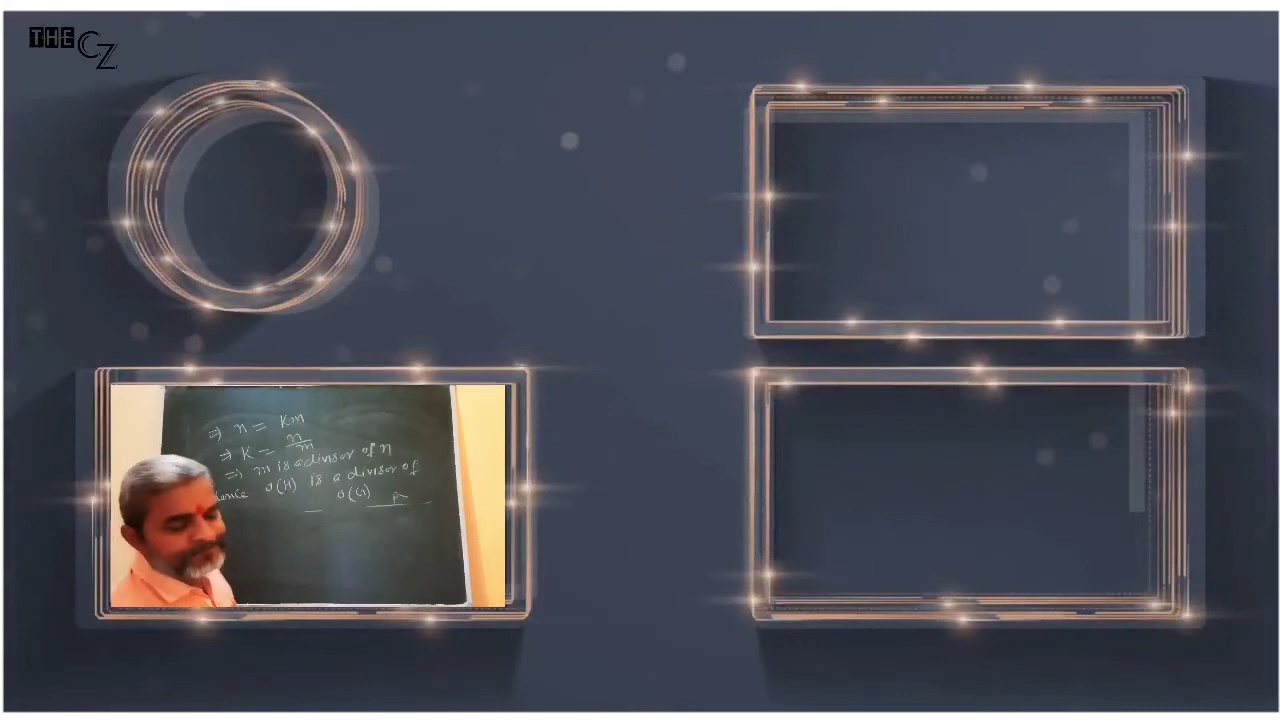 THE CZ
⇒ n = Km
⇒ K = n/m
⇒ m is a divisor of n
Hence o(H) is a divisor of
o(G)